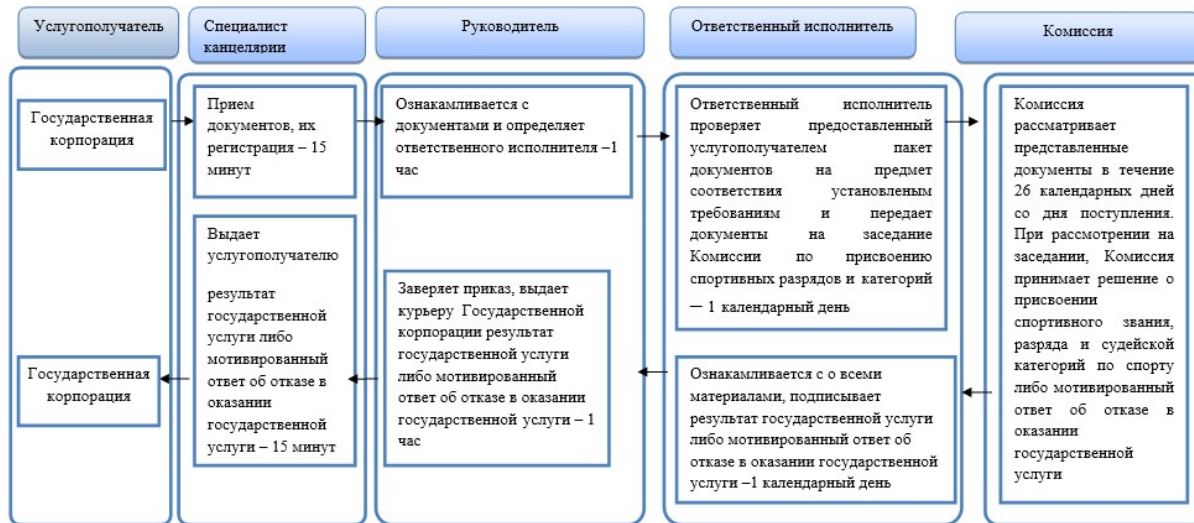 Услугополучатель
Специалист
канцелярии
Руководитель
Ответственный исполнитель
Комиссия
Государственная
корпорация
Прием
документов, их
регистрация – 15
минут
Ознакамливается с
документами и определяет
ответственного исполнителя –1
час
Ответственный исполнитель
проверяет предоставленный
услугополучателем пакет
документов на предмет
соответствия установленым
требованиям и передает
документы на заседание
Комиссии по присвоению
спортивных разрядов и категорий
— 1 календарный день
Комиссия
рассматривает
представленные
документы в течение
26 календарных дней
со дня поступления.
При рассмотрении на
заседании, Комиссия
принимает решение о
присвоении
спортивного звания,
разряда и судейской
категорий по спорту
либо мотивированный
ответ об отказе в
оказании
государственной
услуги
Ознакамливается с о всеми
материалами, подписывает
результат государственной услуги
либо мотивированный ответ об
отказе в оказании государственной
услуги –1 календарный день
Заверяет приказ, выдает
курьеру Государственной
корпорации результат
государственной услуги
либо мотивированный
ответ об отказе в оказании
государственной услуги – 1
час
Выдает
услугополучателю
результат
государственной
услуги либо
мотивированный
ответ об отказе в
оказании
государственной
услуги – 15 минут
Государственная
корпорация